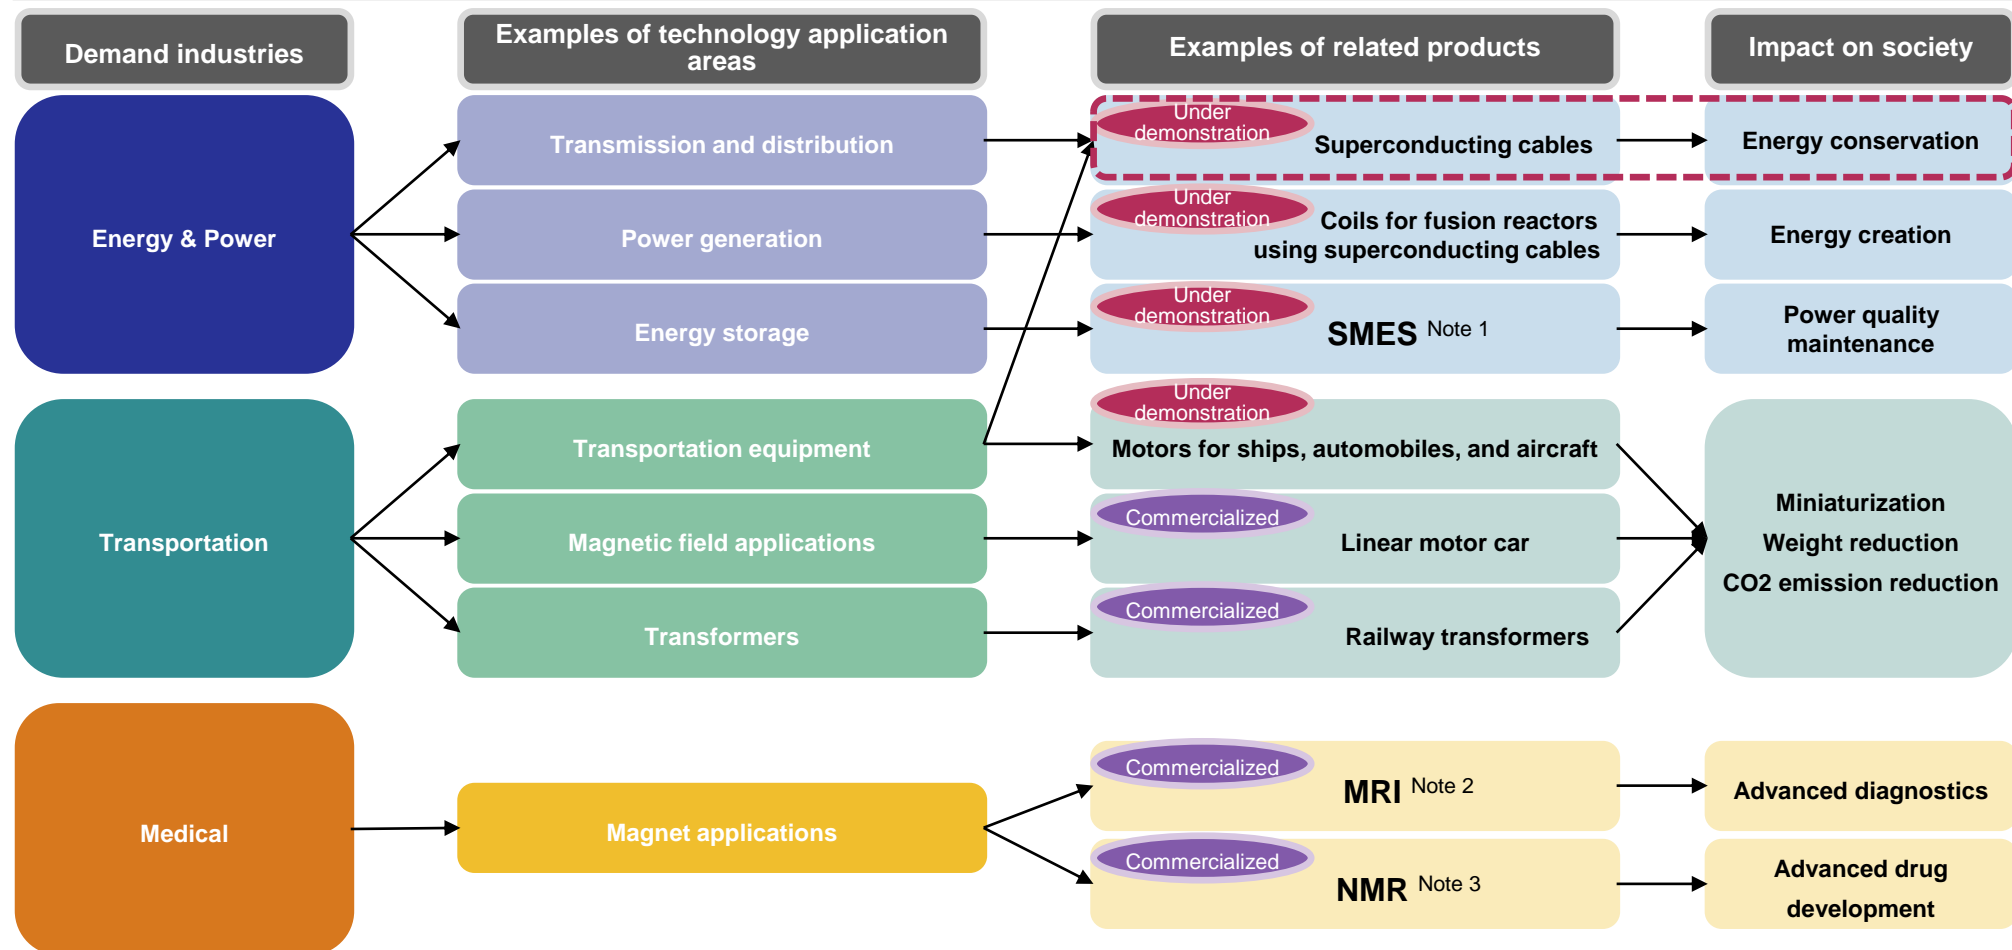 Demand industries
Examples of technology application
areas
Examples of related products
Impact on society
Energy & Power
Transmission and distribution
Under
demonstration
Superconducting cables
Energy conservation
Power generation
Under
demonstration
Coils for fusion reactors
using superconducting cables
Energy creation
Energy storage
Under
demonstration
SMES Note 1
Power quality
maintenance
Transportation
Transportation equipment
Under
demonstration
Motors for ships, automobiles, and aircraft
Magnetic field applications
Commercialized
Linear motor car
Transformers
Commercialized
Railway transformers
Miniaturization
Weight reduction
CO2 emission reduction
Medical
Magnet applications
Commercialized
MRI Note 2
Advanced diagnostics
Commercialized
NMR Note 3
Advanced drug
development